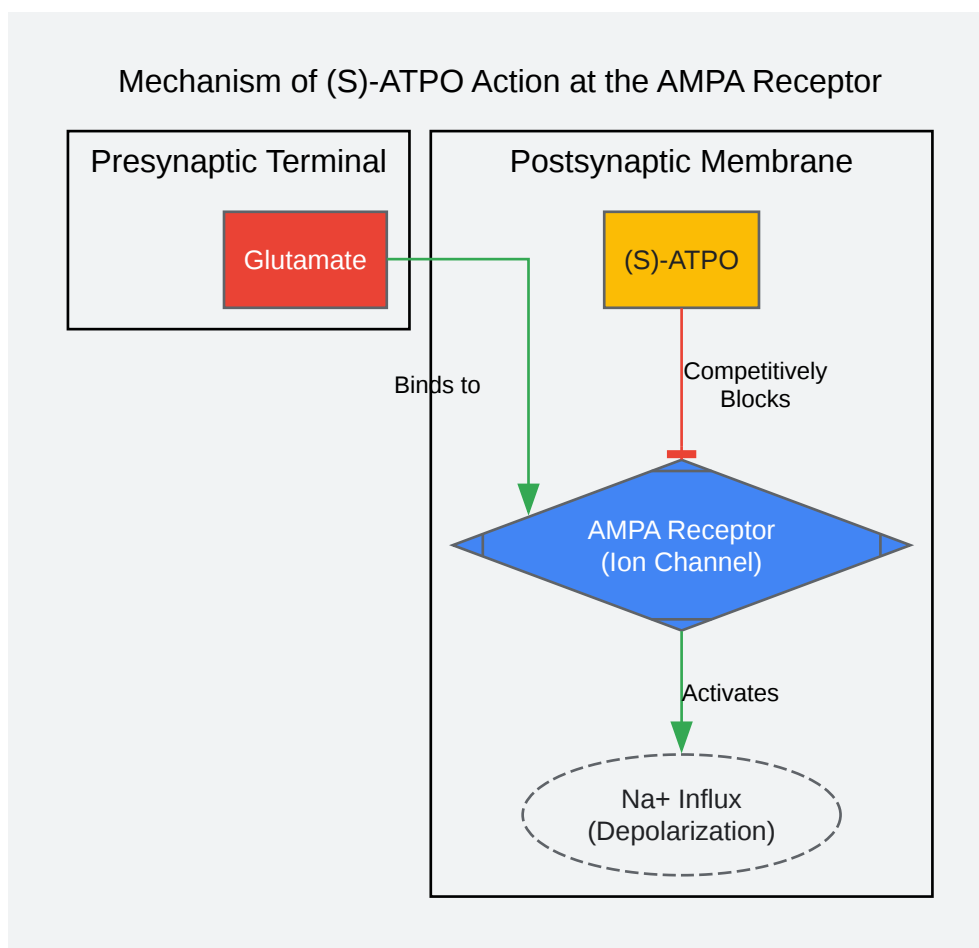 Mechanism of (S)-ATPO Action at the AMPA Receptor
Presynaptic Terminal
Postsynaptic Membrane
Glutamate
(S)-ATPO
Binds to
Competitively
Blocks
AMPA Receptor
(Ion Channel)
Activates
Na+ Influx
(Depolarization)